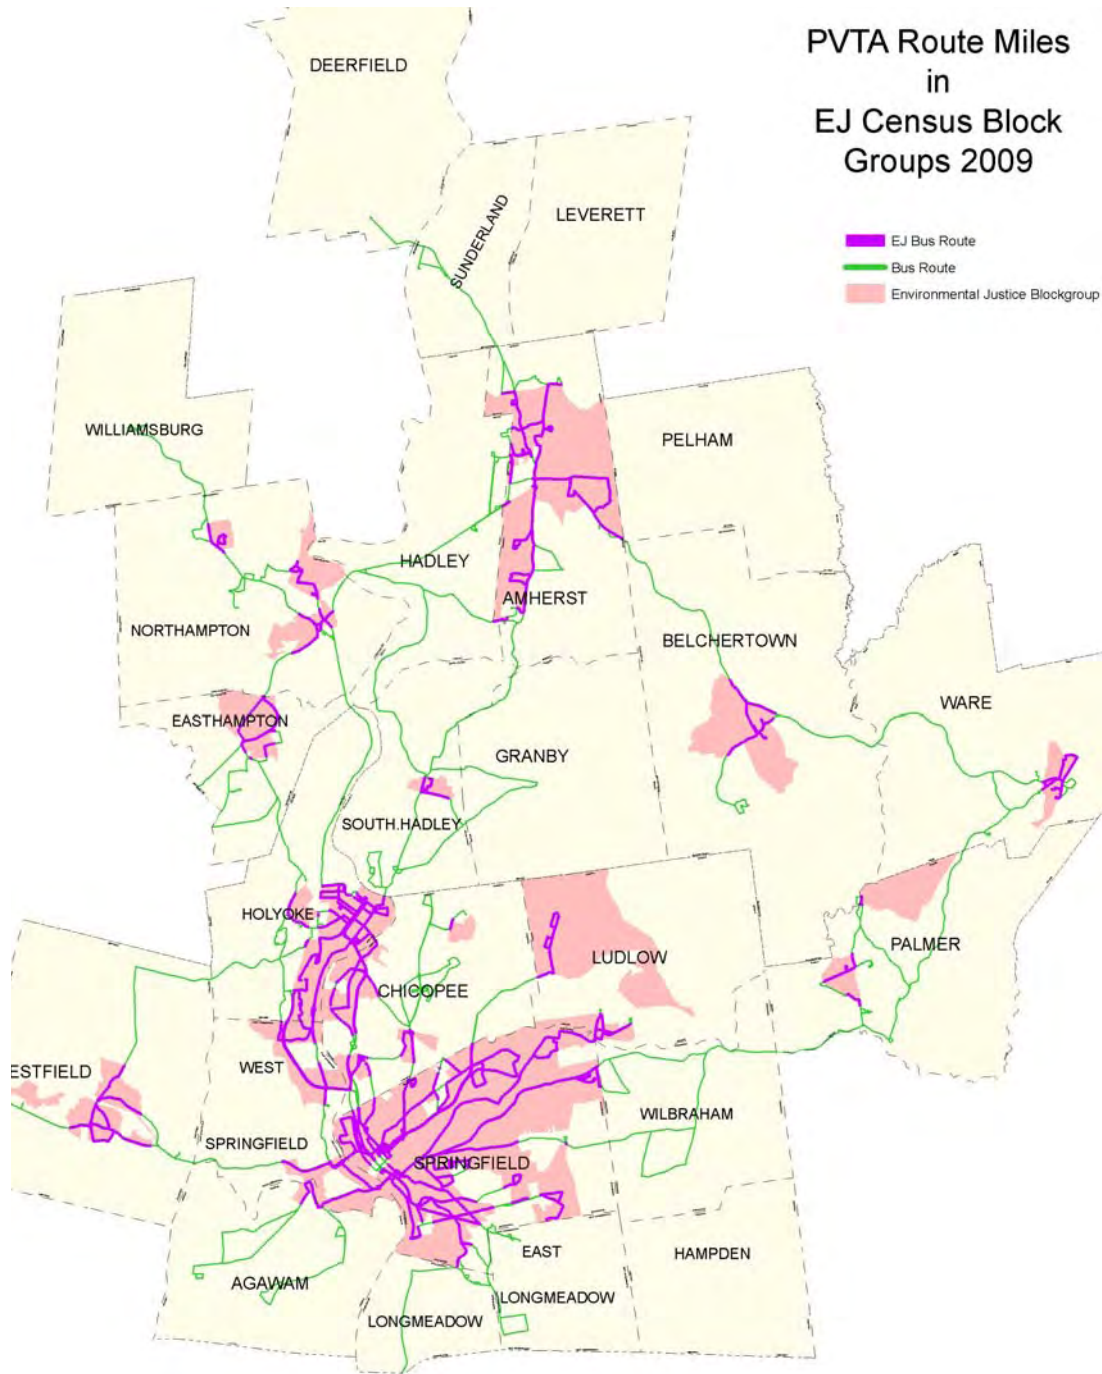 PVTA Route Miles
in
EJ Census Block
Groups 2009
EJ Bus Route
Bus Route
Environmental Justice Blockgroup
DEERFIELD
LEVERETT
SUNDERLAND
WILLIAMSBURG
PELHAM
HADLEY
AMHERST
NORTHAMPTON
BELCHERTOWN
WARE
EASTHAMPTON
GRANBY
SOUTH HADLEY
HOLYOKE
LUDLOW
PALMER
CHICOPEE
ESTFIELD
WEST
SPRINGFIELD
WILBRAHAM
SPRINGFIELD
EAST
LONGMEADOW
HAMPDEN
AGAWAM
LONGMEADOW